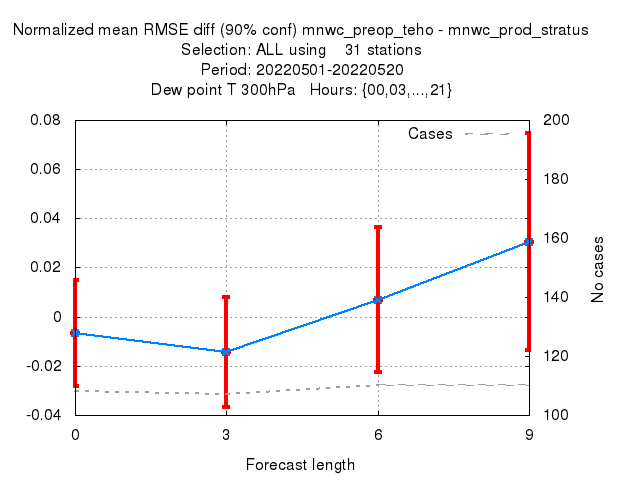 Normalized mean RMSE diff (90% conf) mnwc_preop_teho - mnwc_prod_stratus
Selection: ALL using    31 stations
Period: 20220501-20220520
Dew point T 300hPa   Hours: {00,03,...,21}
Cases
0.08
0.06
0.04
0.02
0
-0.02
-0.04
200
180
160
140
120
100
No cases
0
3
6
9
Forecast length